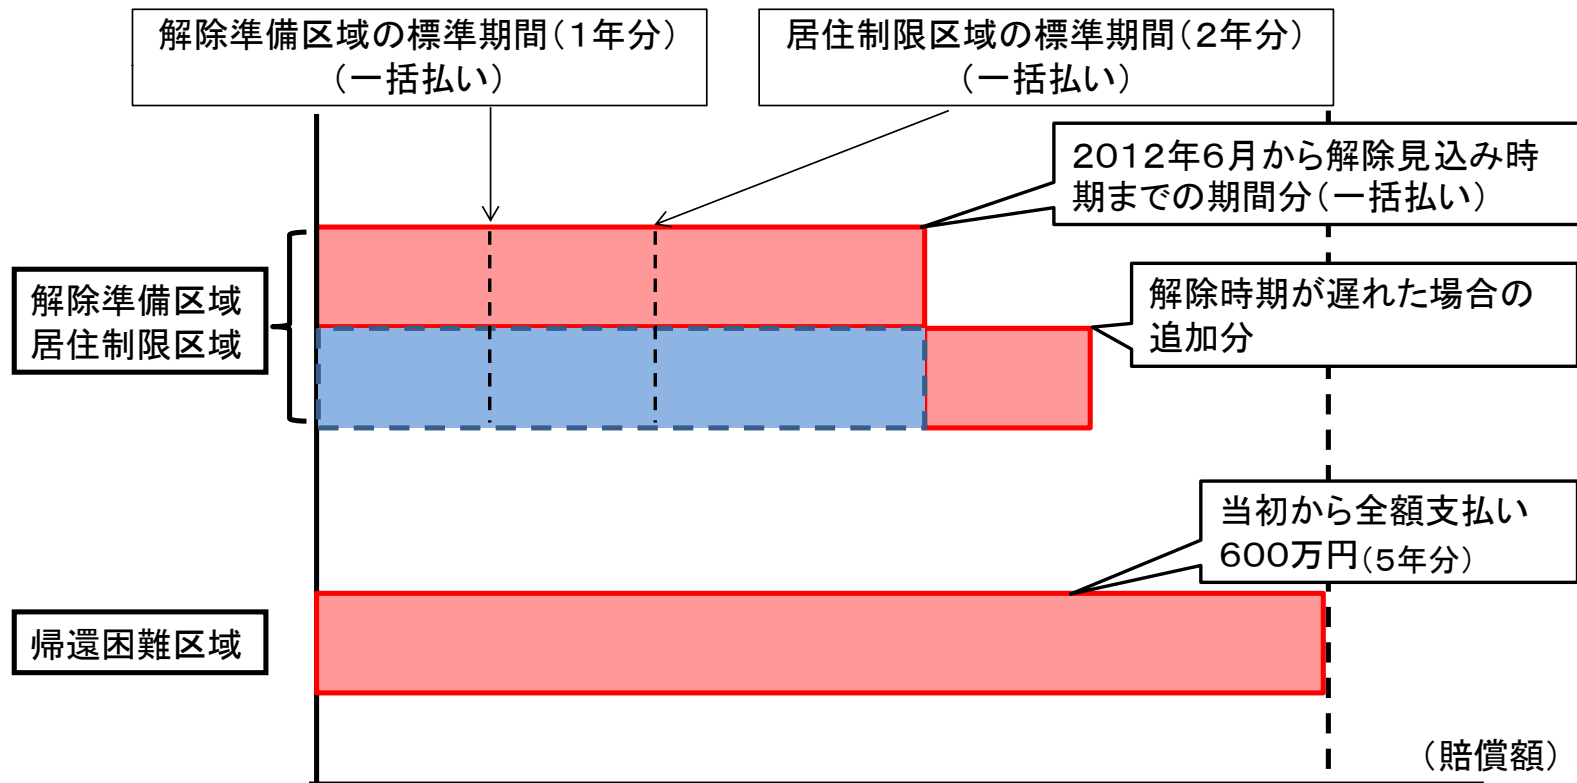 解除準備区域の標準期間（１年分）
（一括払い）
居住制限区域の標準期間（２年分）
（一括払い）
２０１２年６月から解除見込み時
期までの期間分（一括払い）
解除準備区域
居住制限区域
解除時期が遅れた場合の
追加分
当初から全額支払い
６００万円（５年分）
帰還困難区域
（賠償額）